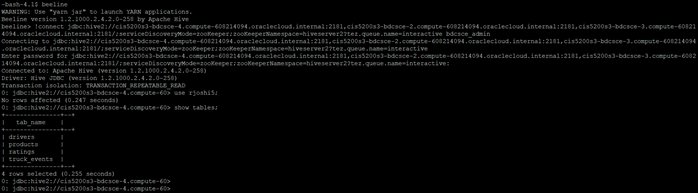 -bash-4.1$ beeline
WARNING: Use "yarn jar" to launch YARN applications.
Beeline version 1.2.1000.2.4.2.0-258 by Apache Hive
beeline> !connect jdbc:hive2://cis5200s3-bdcsce-4.compute-608214094.oraclecloud.internal:2181,cis5200s3-bdcsce-2.compute-608214094.oraclecloud.internal:2181,cis5200s3-bdcsce-3.compute-60821
4094.oraclecloud.internal:2181/;serviceDiscoveryMode=zooKeeper;zooKeeperNamespace=hiveserver2?tez.queue.name=interactive bdcsce_admin
Connecting to jdbc:hive2://cis5200s3-bdcsce-4.compute-608214094.oraclecloud.internal:2181,cis5200s3-bdcsce-2.compute-608214094.oraclecloud.internal:2181,cis5200s3-bdcsce-3.compute-608214094
.oraclecloud.internal:2181/;serviceDiscoveryMode=zooKeeper;zooKeeperNamespace=hiveserver2?tez.queue.name=interactive
Enter password for jdbc:hive2://cis5200s3-bdcsce-4.compute-608214094.oraclecloud.internal:2181,cis5200s3-bdcsce-2.compute-608214094.oraclecloud.internal:2181,cis5200s3-bdcsce-3.compute-6082
14094.oraclecloud.internal:2181/;serviceDiscoveryMode=zooKeeper;zooKeeperNamespace=hiveserver2?tez.queue.name=interactive:
Connected to: Apache Hive (version 1.2.1000.2.4.2.0-258)
Driver: Hive JDBC (version 1.2.1000.2.4.2.0-258)
Transaction isolation: TRANSACTION_REPEATABLE_READ
0: jdbc:hive2://cis5200s3-bdcsce-4.compute-60> use rjoshi5;
No rows affected (0.247 seconds)
0: jdbc:hive2://cis5200s3-bdcsce-4.compute-60> show tables;
+---------------+--+
| tab_name |
+---------------+--+
| drivers |
| products |
| ratings |
| truck_events |
+---------------+--+
4 rows selected (0.255 seconds)
0: jdbc:hive2://cis5200s3-bdcsce-4.compute-60>
0: jdbc:hive2://cis5200s3-bdcsce-4.compute-60>